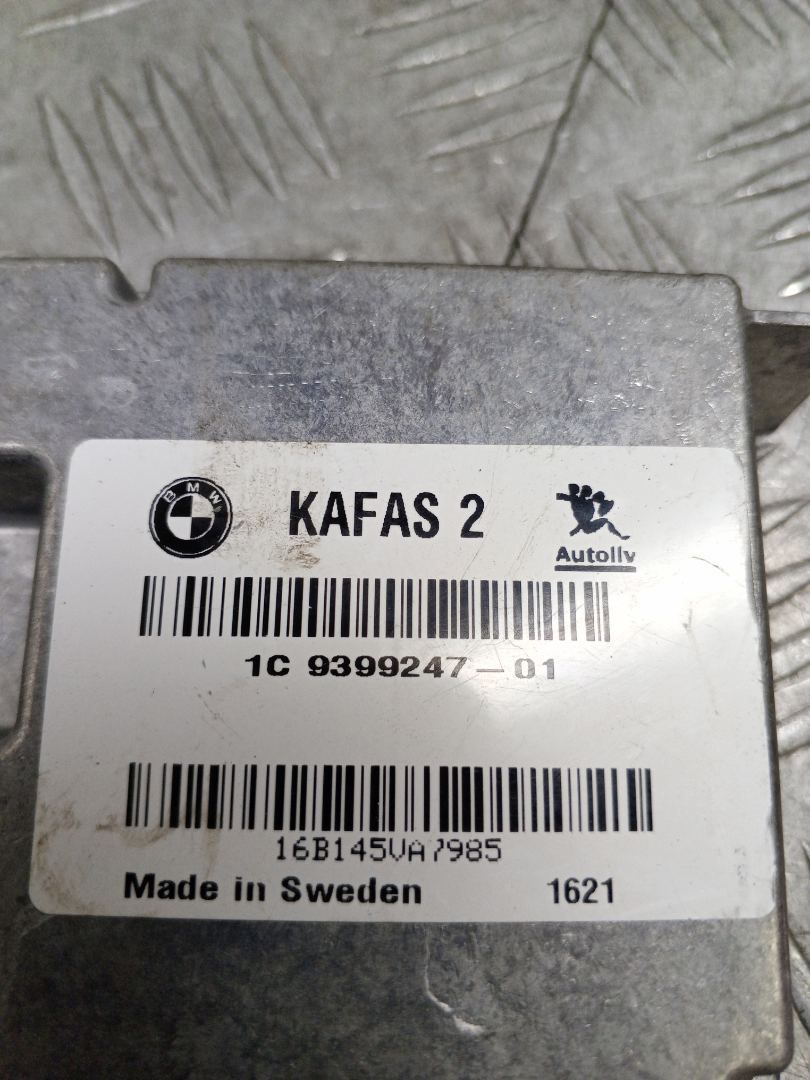 BMW
KAFAS 2
Autoliv
1C 9399247-01
16B145VA7985
Made in Sweden 1621